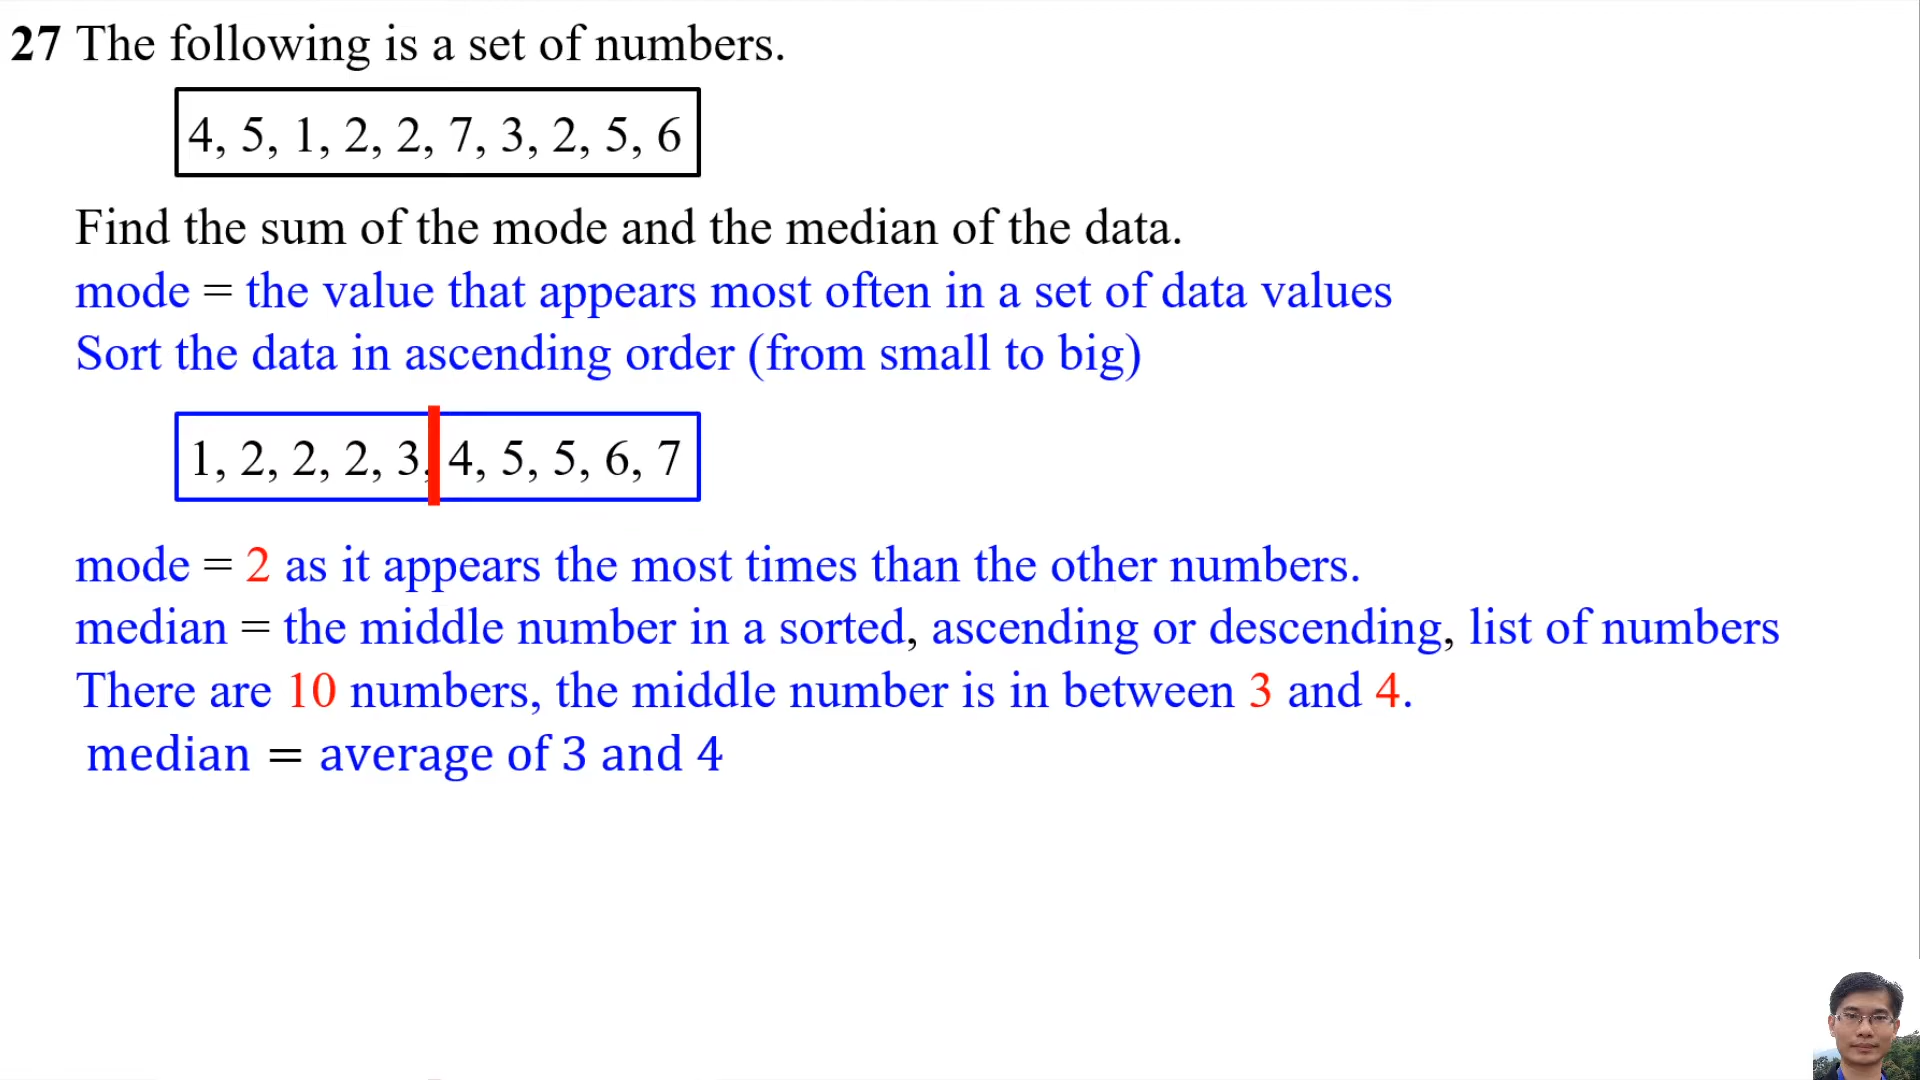 27 The following is a set of numbers.
4, 5, 1, 2, 2, 7, 3, 2, 5, 6
Find the sum of the mode and the median of the data.
mode = the value that appears most often in a set of data values
Sort the data in ascending order (from small to big)
1, 2, 2, 2, 3, 4, 5, 5, 6, 7
mode = 2 as it appears the most times than the other numbers.
median = the middle number in a sorted, ascending or descending, list of numbers
There are 10 numbers, the middle number is in between 3 and 4.
median = average of 3 and 4